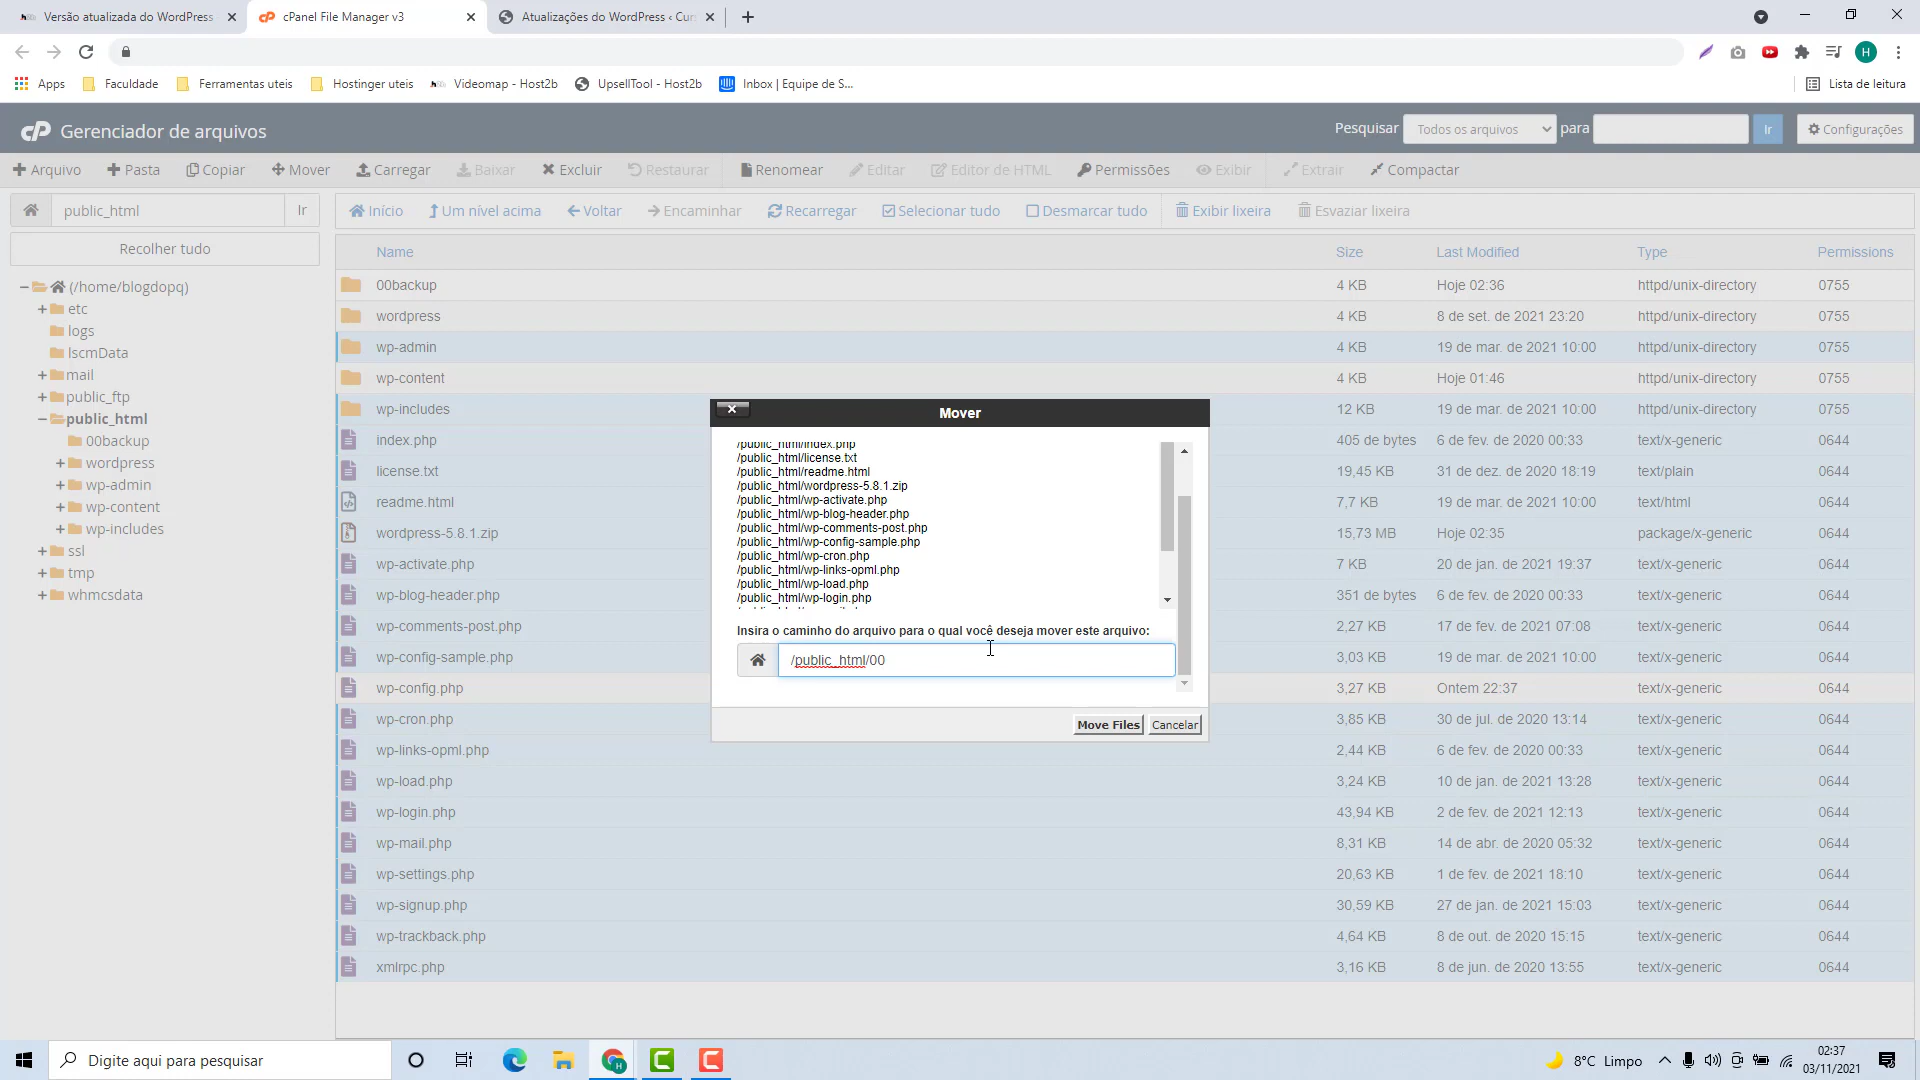 Versão atualizada do WordPress
cPanel File Manager v3
Atualizações do WordPress ‹ Cur
H
Apps
Faculdade
Ferramentas uteis
Hostinger uteis
Videomap - Host2b
UpsellTool - Host2b
Inbox | Equipe de S...
Lista de leitura
cP Gerenciador de arquivos
Pesquisar
Todos os arquivos
para
Ir
Configurações
Arquivo
Pasta
Copiar
Mover
Carregar
Baixar
Excluir
Restaurar
Renomear
Editar
Editor de HTML
Permissões
Exibir
Extrair
Compactar
public_html
Ir
Início
Um nível acima
Voltar
Encaminhar
Recarregar
Selecionar tudo
Desmarcar tudo
Exibir lixeira
Esvaziar lixeira
Recolher tudo
(/home/blogdopq)
etc
logs
lscmData
mail
public_ftp
public_html
00backup
wordpress
wp-admin
wp-content
wp-includes
ssl
tmp
whmcsdata
Name Size Last Modified Type Permissions
00backup 4 KB Hoje 02:36 httpd/unix-directory 0755
wordpress 4 KB 8 de set. de 2021 23:20 httpd/unix-directory 0755
wp-admin 4 KB 19 de mar. de 2021 10:00 httpd/unix-directory 0755
wp-content 4 KB Hoje 01:46 httpd/unix-directory 0755
wp-includes 12 KB 19 de mar. de 2021 10:00 httpd/unix-directory 0755
index.php 405 de bytes 6 de fev. de 2020 00:33 text/x-generic 0644
license.txt 19,45 KB 31 de dez. de 2020 18:19 text/plain 0644
readme.html 7,7 KB 19 de mar. de 2021 10:00 text/html 0644
wordpress-5.8.1.zip 15,73 MB Hoje 02:35 package/x-generic 0644
wp-activate.php 7 KB 20 de jan. de 2021 19:37 text/x-generic 0644
wp-blog-header.php 351 de bytes 6 de fev. de 2020 00:33 text/x-generic 0644
wp-comments-post.php 2,27 KB 17 de fev. de 2021 07:08 text/x-generic 0644
wp-config-sample.php 3,03 KB 19 de mar. de 2021 10:00 text/x-generic 0644
wp-config.php 3,27 KB Ontem 22:37 text/x-generic 0644
wp-cron.php 3,85 KB 30 de jul. de 2020 13:14 text/x-generic 0644
wp-links-opml.php 2,44 KB 6 de fev. de 2020 00:33 text/x-generic 0644
wp-load.php 3,24 KB 10 de jan. de 2021 13:28 text/x-generic 0644
wp-login.php 43,94 KB 2 de fev. de 2021 12:13 text/x-generic 0644
wp-mail.php 8,31 KB 14 de abr. de 2020 05:32 text/x-generic 0644
wp-settings.php 20,63 KB 1 de fev. de 2021 18:10 text/x-generic 0644
wp-signup.php 30,59 KB 27 de jan. de 2021 15:03 text/x-generic 0644
wp-trackback.php 4,64 KB 8 de out. de 2020 15:15 text/x-generic 0644
xmlrpc.php 3,16 KB 8 de jun. de 2020 13:55 text/x-generic 0644
Mover
/public_html/index.php
/public_html/license.txt
/public_html/readme.html
/public_html/wordpress-5.8.1.zip
/public_html/wp-activate.php
/public_html/wp-blog-header.php
/public_html/wp-comments-post.php
/public_html/wp-config-sample.php
/public_html/wp-cron.php
/public_html/wp-links-opml.php
/public_html/wp-load.php
/public_html/wp-login.php
Insira o caminho do arquivo para o qual você deseja mover este arquivo:
/public_html/00
Move Files
Cancelar
Digite aqui para pesquisar
8°C Limpo
02:37
03/11/2021